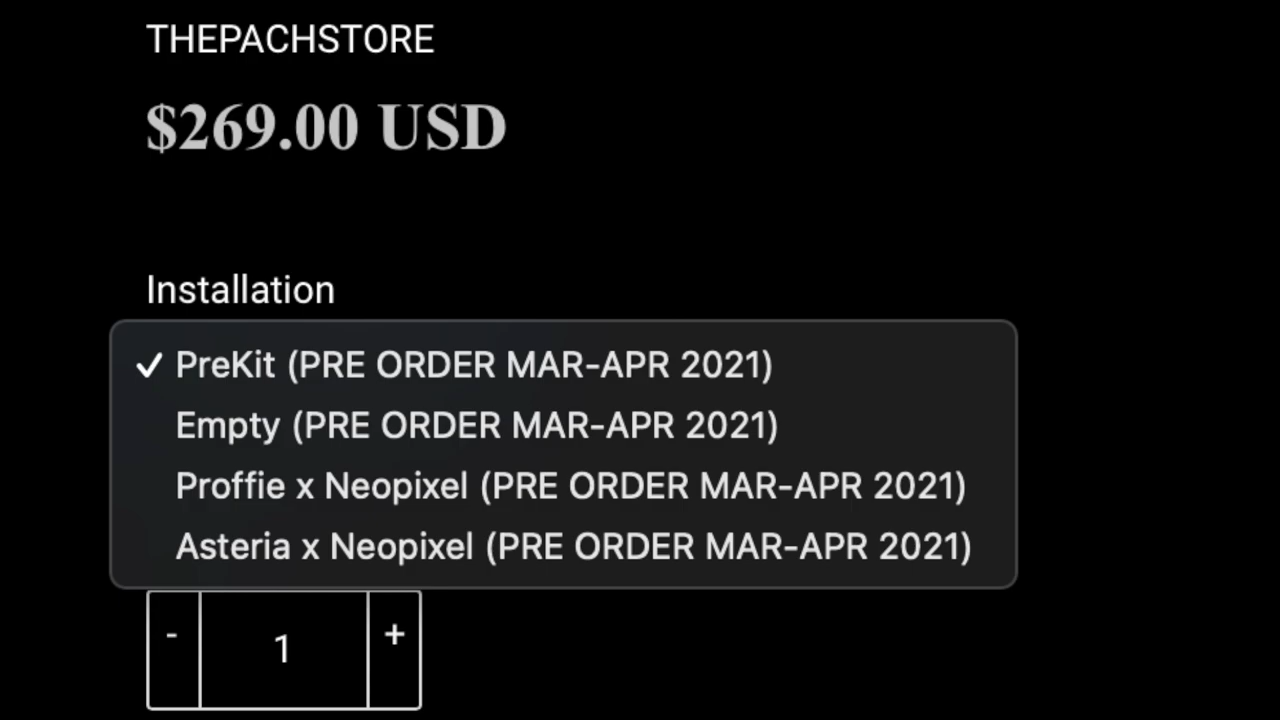 THEPACHSTORE
$269.00 USD
Installation
✓ PreKit (PRE ORDER MAR-APR 2021)
Empty (PRE ORDER MAR-APR 2021)
Proffie x Neopixel (PRE ORDER MAR-APR 2021)
Asteria x Neopixel (PRE ORDER MAR-APR 2021)
- 1 +